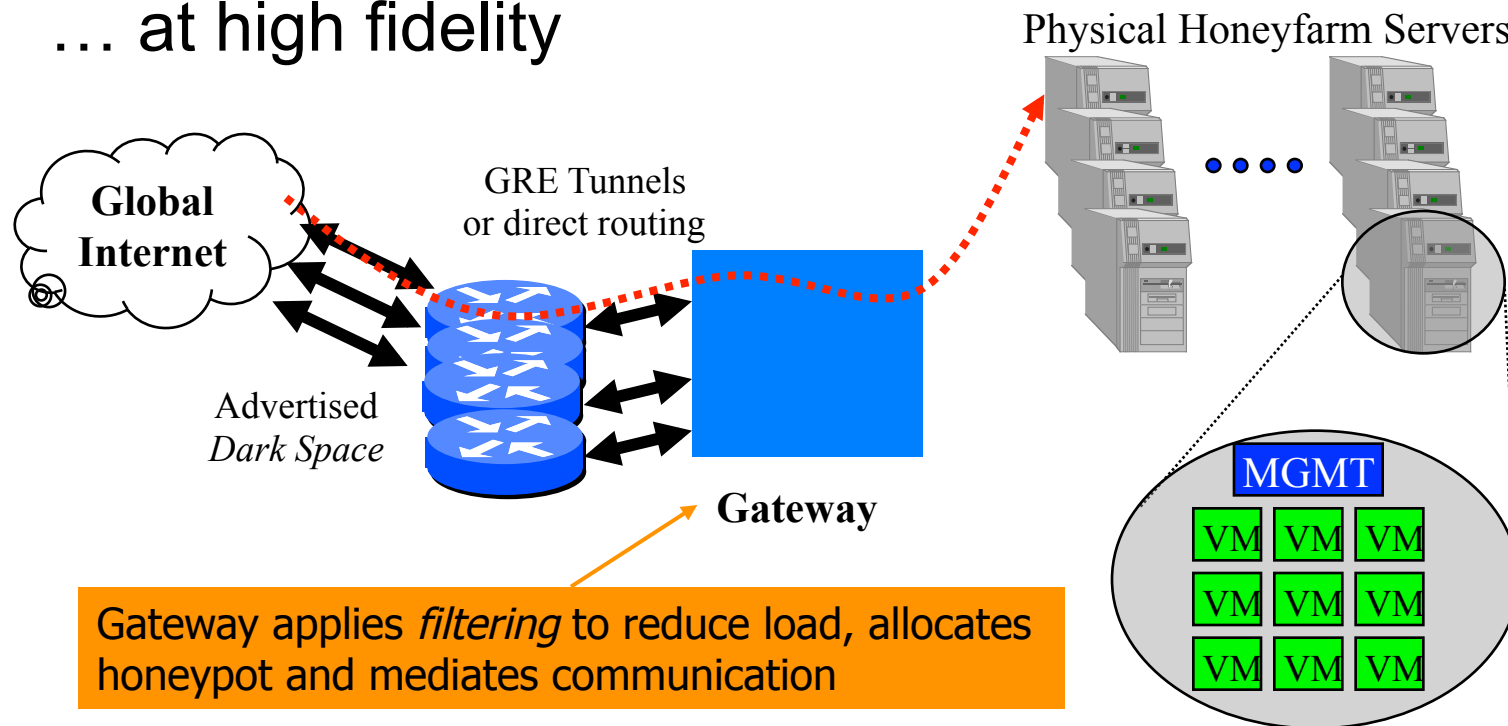 … at high fidelity
Physical Honeyfarm Servers
Global
Internet
GRE Tunnels
or direct routing
Advertised
Dark Space
Gateway
MGMT
VM VM VM
VM VM VM
VM VM VM
Gateway applies filtering to reduce load, allocates
honeypot and mediates communication